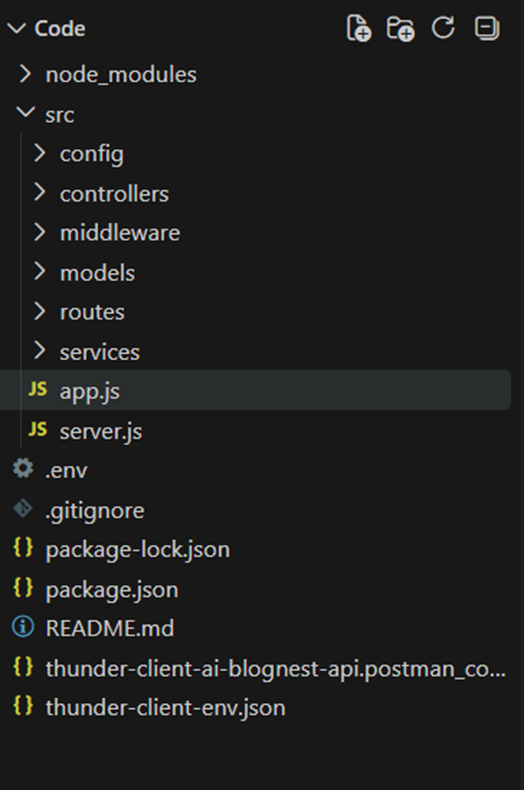 Code
node_modules
src
config
controllers
middleware
models
routes
services
JS app.js
JS server.js
.env
.gitignore
{} package-lock.json
{} package.json
README.md
{} thunder-client-ai-blognest-api.postman_co...
{} thunder-client-env.json